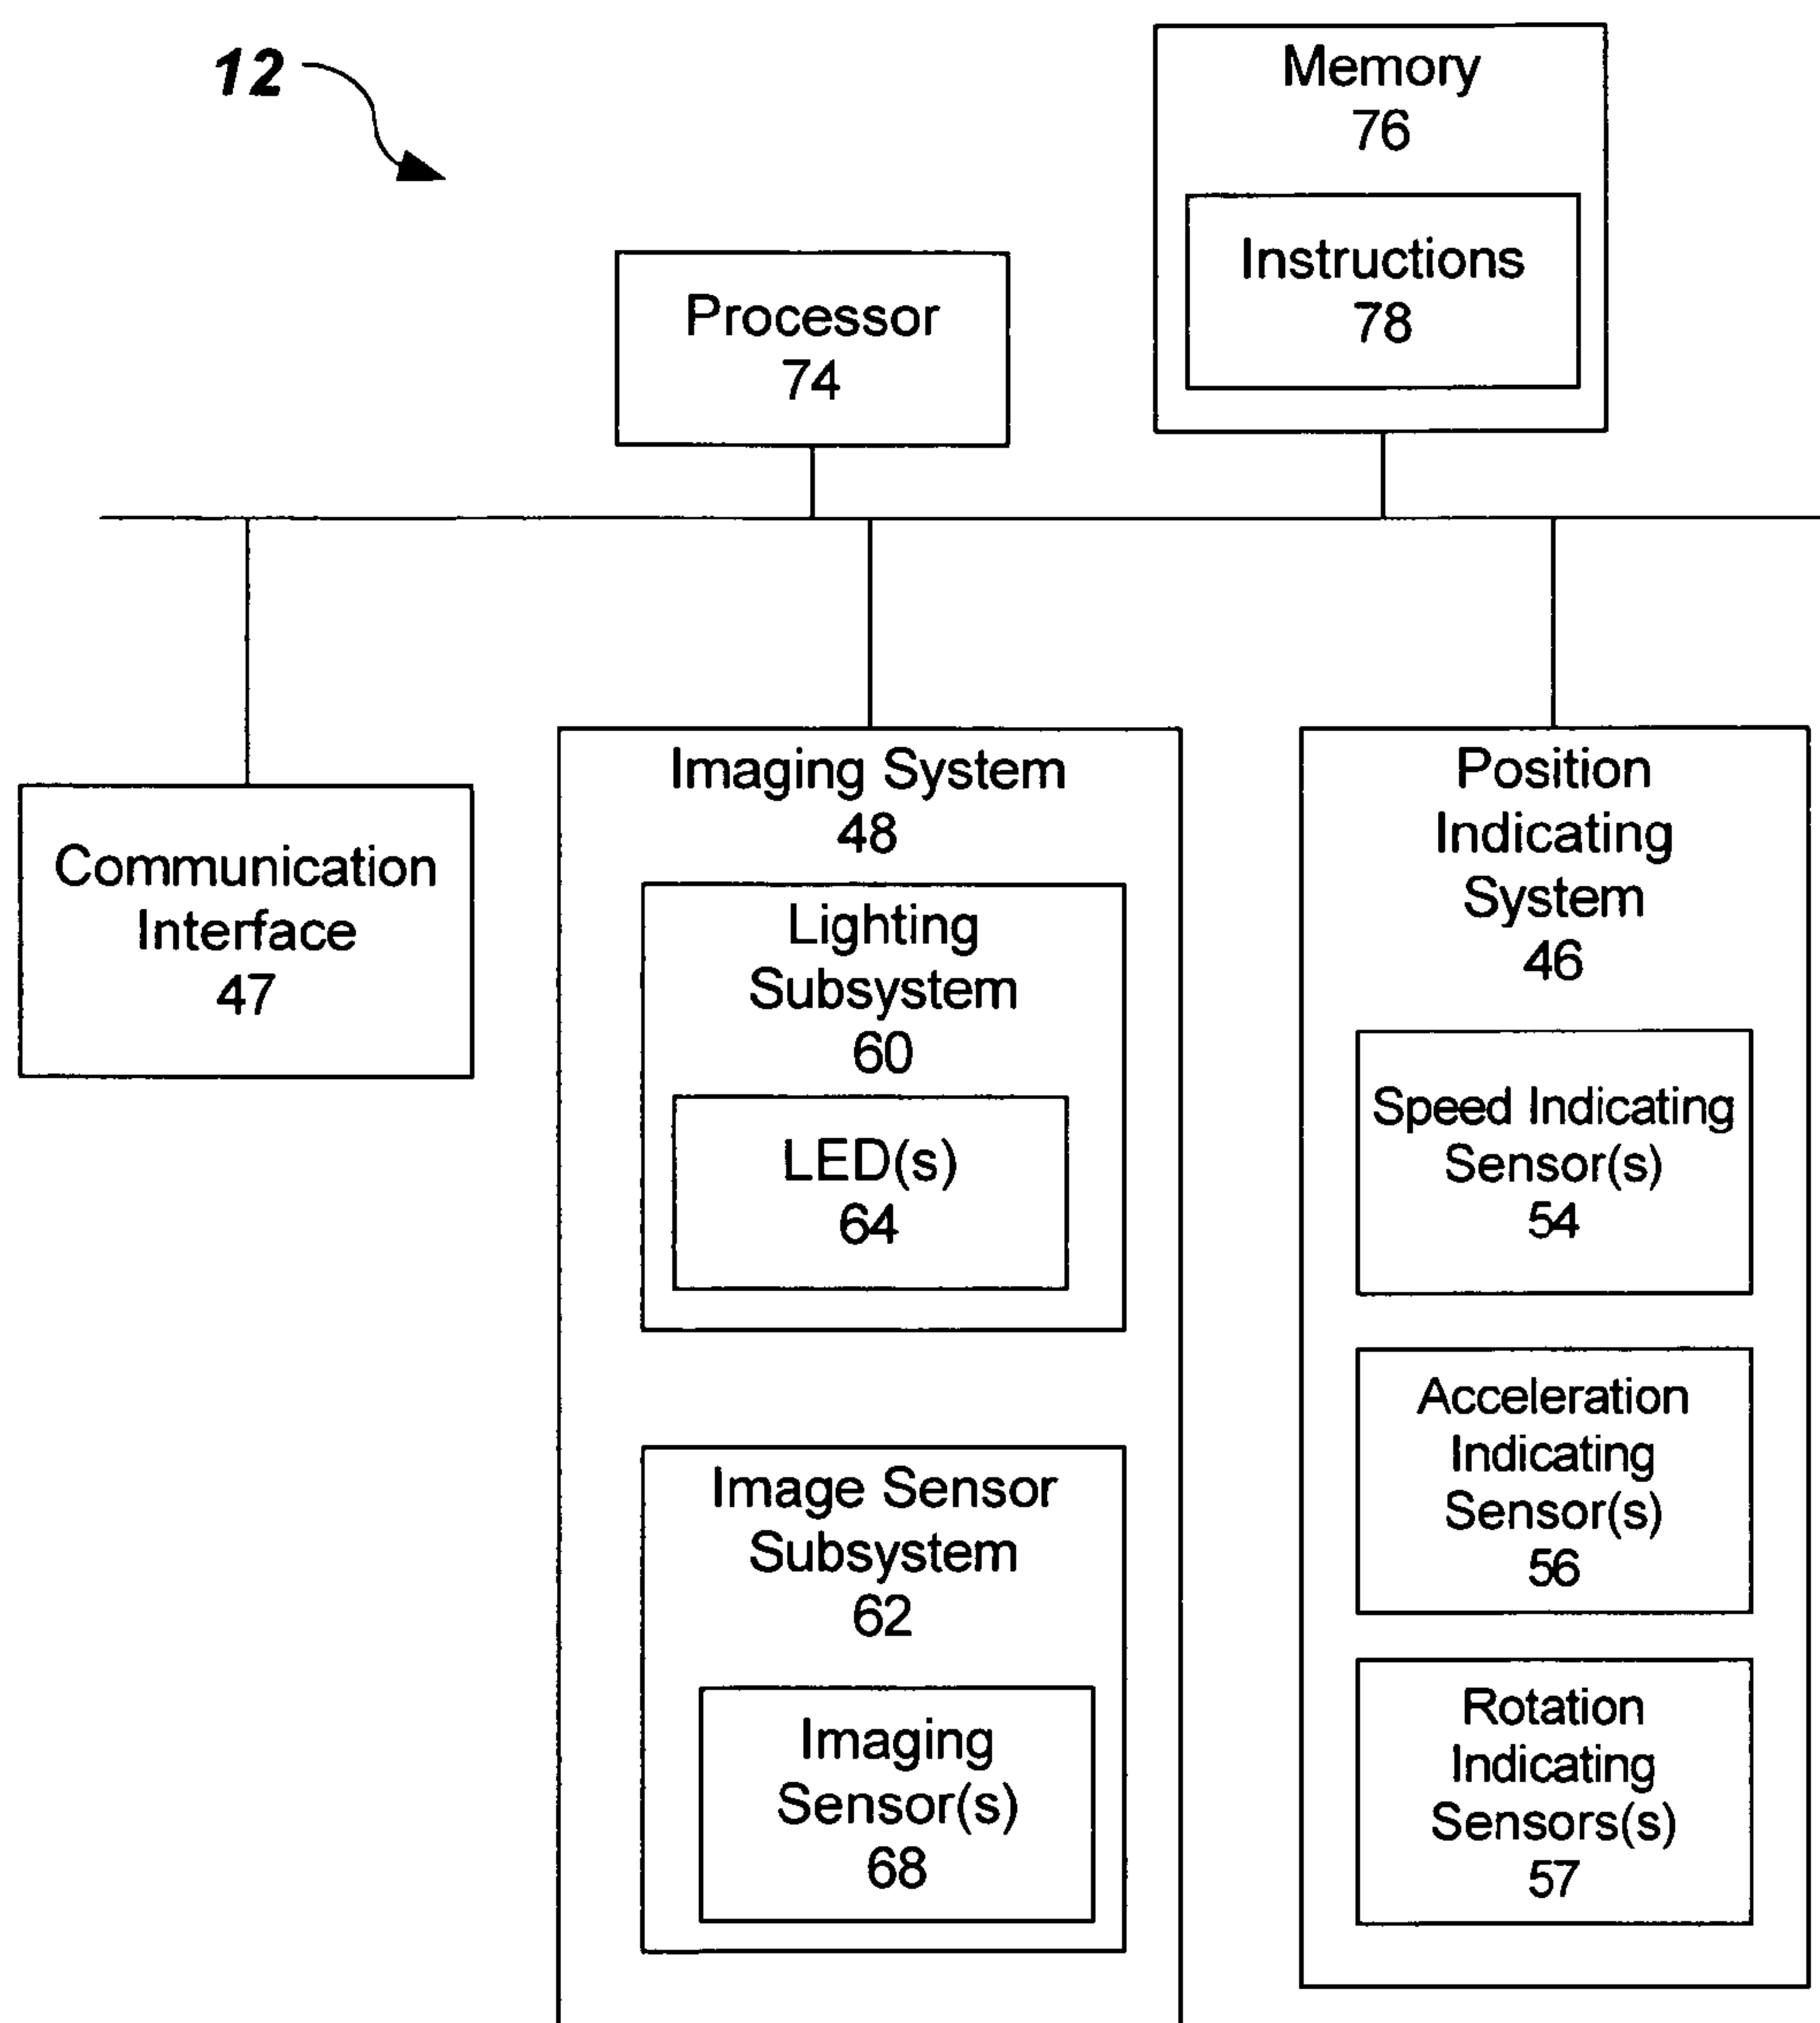 12
Memory
76
Instructions
78
Processor
74
Communication
Interface
47
Imaging System
48
Lighting
Subsystem
60
LED(s)
64
Image Sensor
Subsystem
62
Imaging
Sensor(s)
68
Position
Indicating
System
46
Speed Indicating
Sensor(s)
54
Acceleration
Indicating
Sensor(s)
56
Rotation
Indicating
Sensors(s)
57